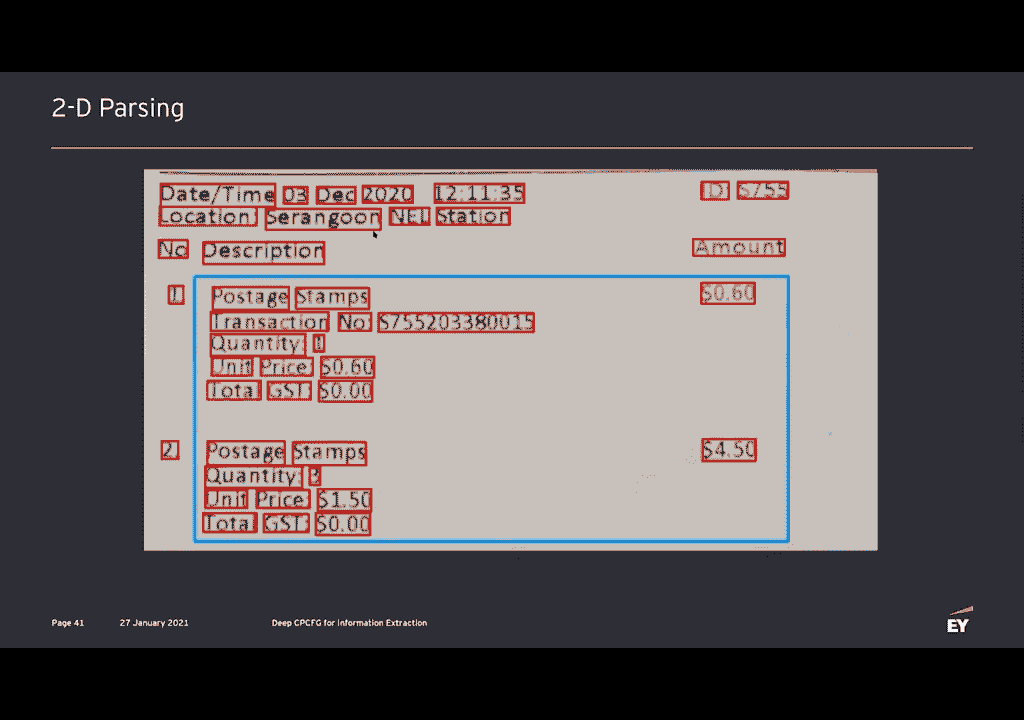 2-D Parsing
Date/Time 03 Dec 2020 12:11:35 ID: S755
Location: Serangoon NEL Station
No Description Amount
1. Postage Stamps $0.60
Transaction No: S755203380015
Quantity: 1
Unit Price: $0.60
Total GST: $0.00
2. Postage Stamps $4.50
Quantity: 3
Unit Price: $1.50
Total GST: $0.00
Page 41 27 January 2021 Deep CPCFG for Information Extraction
EY